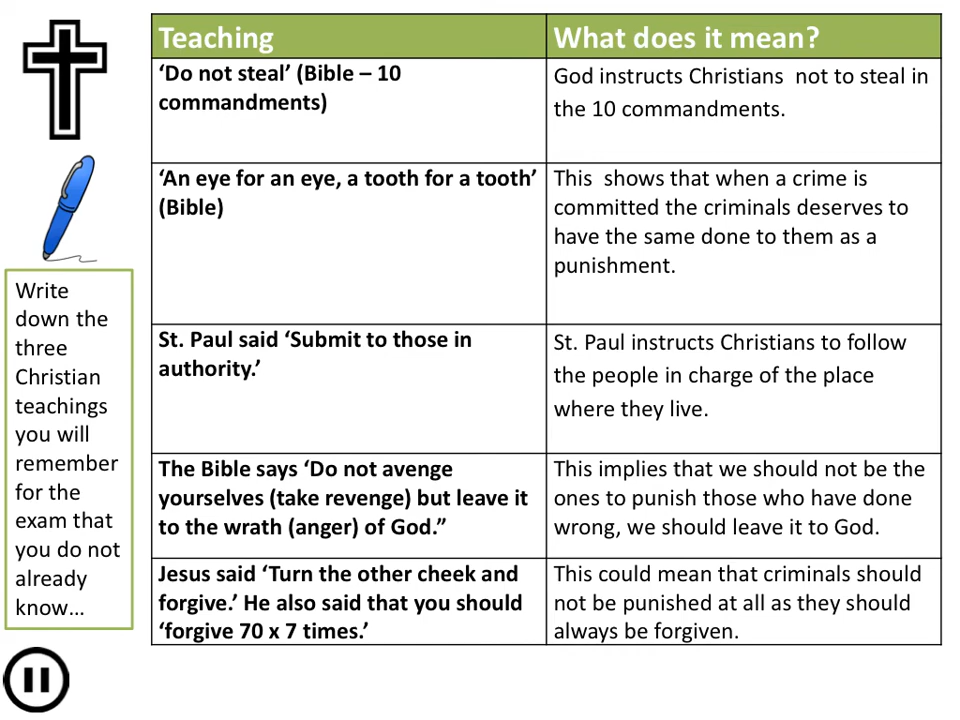 Teaching
What does it mean?
‘Do not steal’ (Bible – 10
commandments)
God instructs Christians  not to steal in
the 10 commandments.
‘An eye for an eye, a tooth for a tooth’
(Bible)
This  shows that when a crime is
committed the criminals deserves to
have the same done to them as a
punishment.
St. Paul said ‘Submit to those in
authority.’
St. Paul instructs Christians to follow
the people in charge of the place
where they live.
The Bible says ‘Do not avenge
yourselves (take revenge) but leave it
to the wrath (anger) of God.”
This implies that we should not be the
ones to punish those who have done
wrong, we should leave it to God.
Jesus said ‘Turn the other cheek and
forgive.’ He also said that you should
‘forgive 70 x 7 times.’
This could mean that criminals should
not be punished at all as they should
always be forgiven.
Write
down the
three
Christian
teachings
you will
remember
for the
exam that
you do not
already
know…